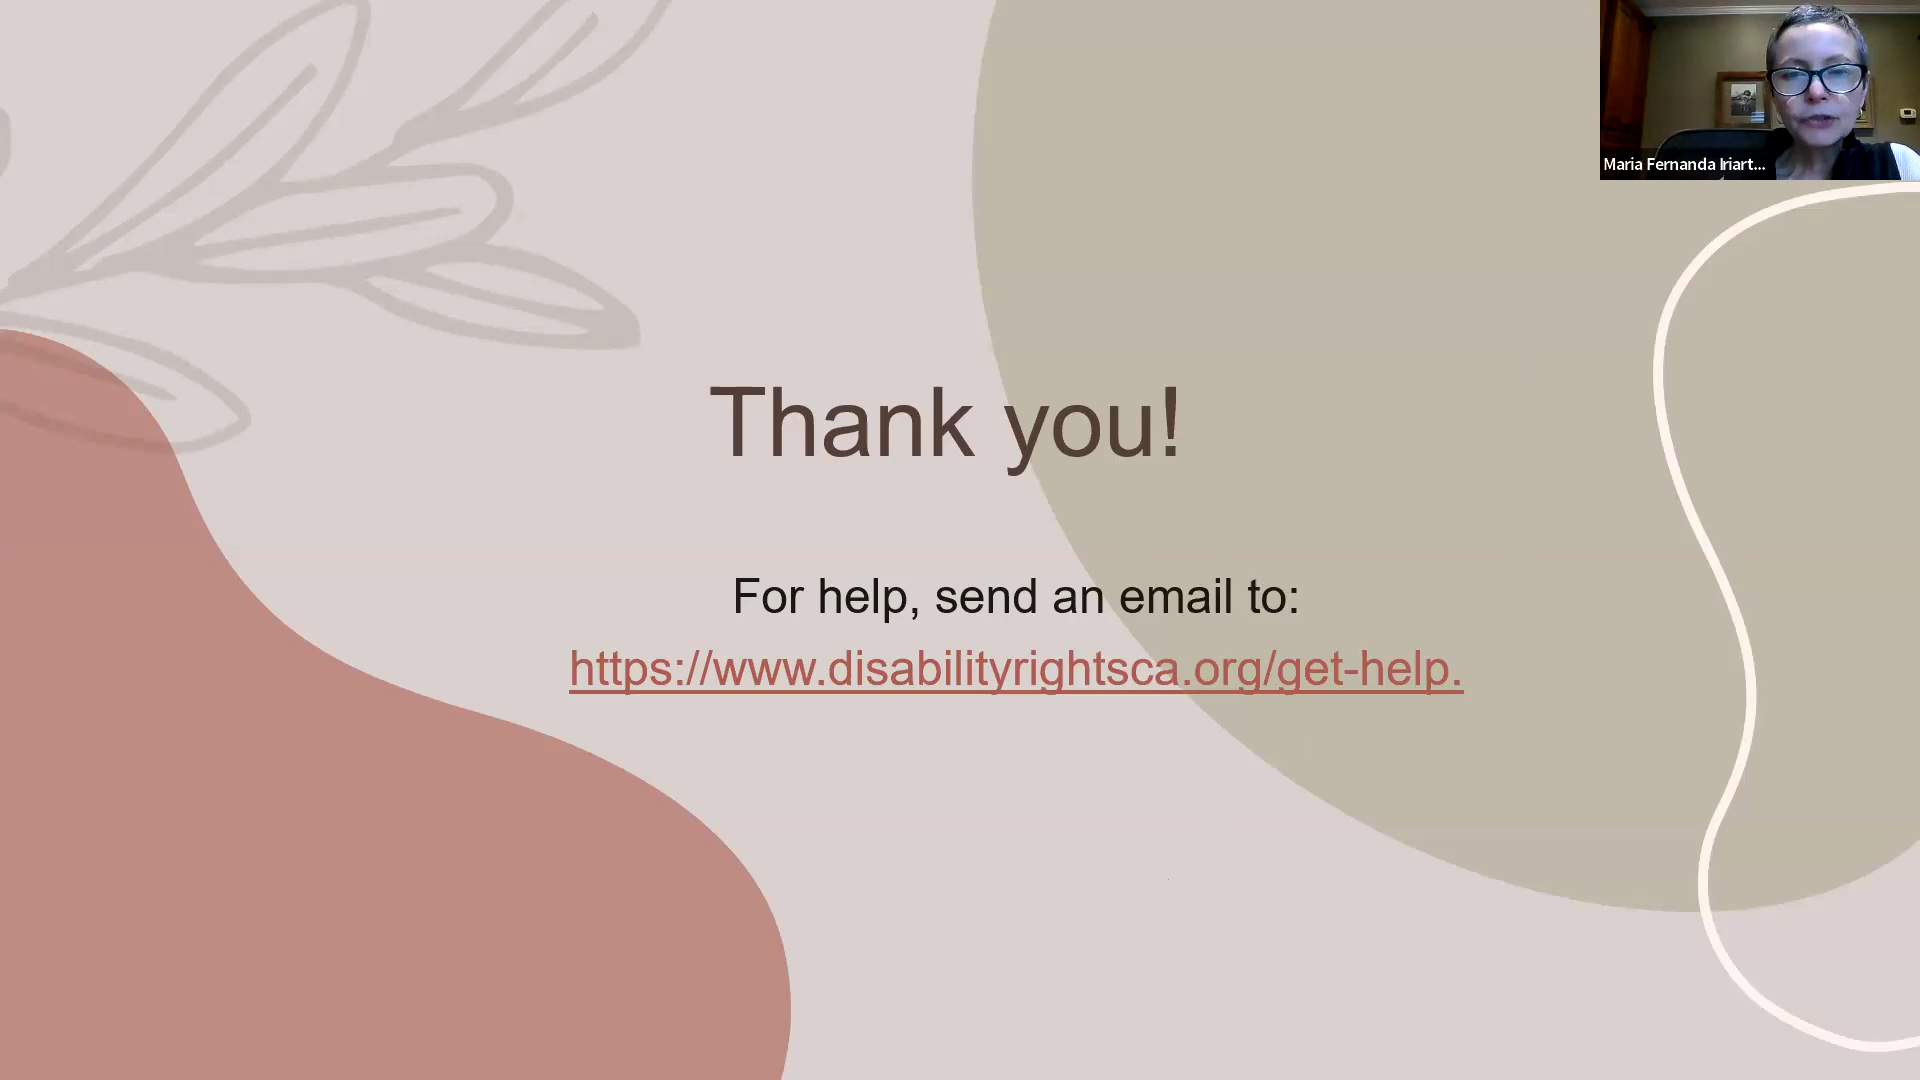 Maria Fernanda Iriart...
Thank you!
For help, send an email to:
https://www.disabilityrightsca.org/get-help.